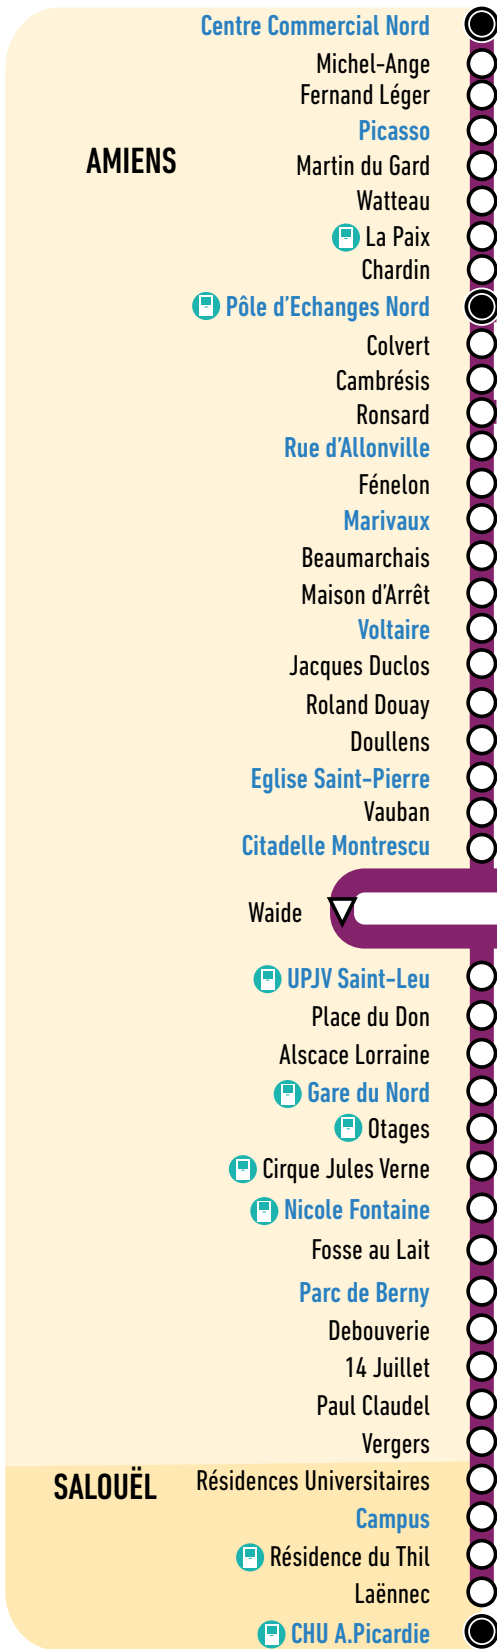 Centre Commercial Nord
Michel-Ange
Fernand Léger
Picasso
AMIENS
Martin du Gard
Watteau
La Paix
Chardin
Pôle d'Echanges Nord
Colvert
Cambrésis
Ronsard
Rue d'Allonville
Fénelon
Marivaux
Beaumarchais
Maison d'Arrêt
Voltaire
Jacques Duclos
Roland Douay
Doullens
Eglise Saint-Pierre
Vauban
Citadelle Montrescu
Waide
UPJV Saint-Leu
Place du Don
Alscace Lorraine
Gare du Nord
Otages
Cirque Jules Verne
Nicole Fontaine
Fosse au Lait
Parc de Berny
Debouverie
14 Juillet
Paul Claudel
Vergers
SALOUËL
Résidences Universitaires
Campus
Résidence du Thil
Laënnec
CHU A.Picardie